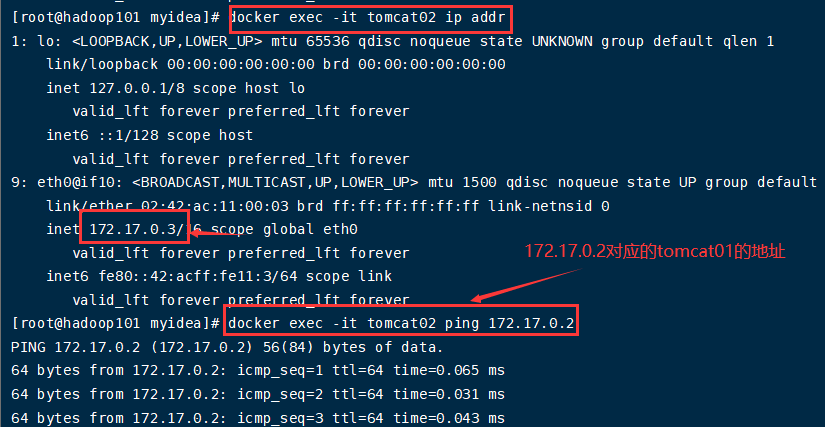 [root@hadoop101 myidea]# docker exec -it tomcat02 ip addr
1: lo: <LOOPBACK,UP,LOWER_UP> mtu 65536 qdisc noqueue state UNKNOWN group default qlen 1
link/loopback 00:00:00:00:00:00 brd 00:00:00:00:00:00
inet 127.0.0.1/8 scope host lo
valid_lft forever preferred_lft forever
inet6 ::1/128 scope host
valid_lft forever preferred_lft forever
9: eth0@if10: <BROADCAST,MULTICAST,UP,LOWER_UP> mtu 1500 qdisc noqueue state UP group default
link/ether 02:42:ac:11:00:03 brd ff:ff:ff:ff:ff:ff link-netnsid 0
inet 172.17.0.3/16 scope global eth0
valid_lft forever preferred_lft forever
172.17.0.2对应的tomcat01的地址
inet6 fe80::42:acff:fe11:3/64 scope link
valid_lft forever preferred_lft forever
[root@hadoop101 myidea]# docker exec -it tomcat02 ping 172.17.0.2
PING 172.17.0.2 (172.17.0.2) 56(84) bytes of data.
64 bytes from 172.17.0.2: icmp_seq=1 ttl=64 time=0.065 ms
64 bytes from 172.17.0.2: icmp_seq=2 ttl=64 time=0.031 ms
64 bytes from 172.17.0.2: icmp_seq=3 ttl=64 time=0.043 ms